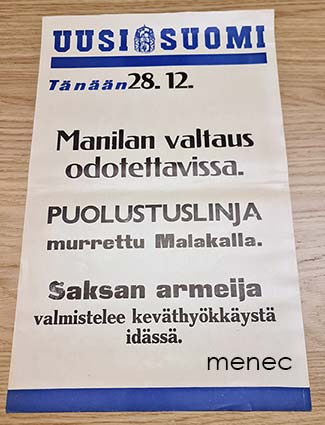 UUSI SUOMI
Tänään 28. 12.
Manilan valtaus
odotettavissa.
PUOLUSTUSLINJA
murrettu Malakalla.
Saksan armeija
valmistelee keväthyökkäystä
idässä.
menec